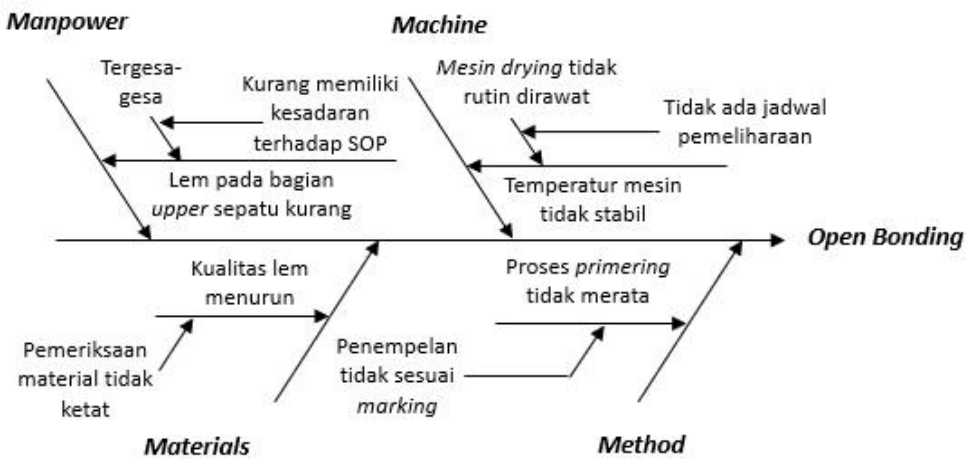 Manpower
Machine
Tergesa-
gesa
Kurang memiliki
kesadaran
terhadap SOP
Lem pada bagian
upper sepatu kurang
Mesin drying tidak
rutin dirawat
Tidak ada jadwal
pemeliharaan
Temperatur mesin
tidak stabil
Open Bonding
Kualitas lem
menurun
Pemeriksaan
material tidak
ketat
Proses primering
tidak merata
Penempelan
tidak sesuai
marking
Materials
Method